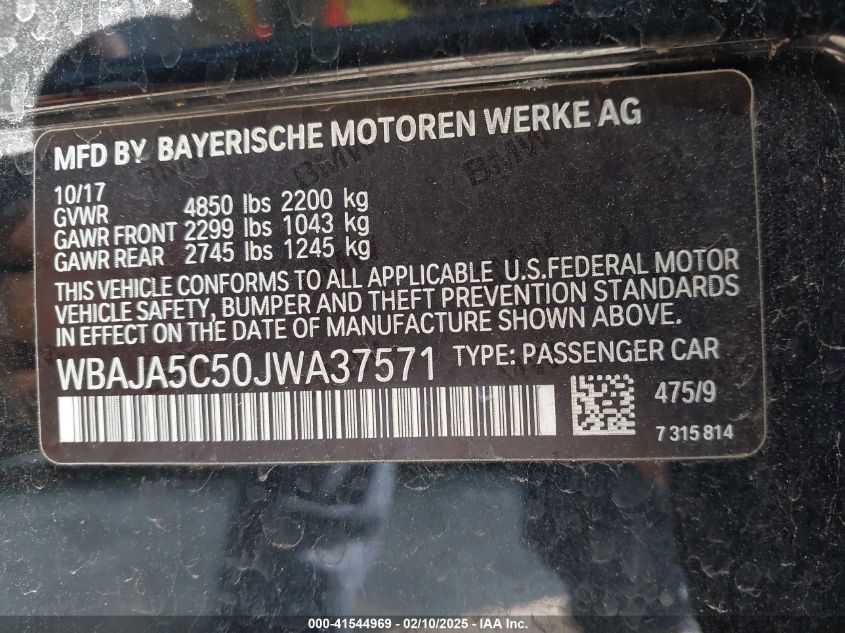 MFD BY BAYERISCHE MOTOREN WERKE AG
10/17
GVWR 4850 lbs 2200 kg
GAWR FRONT 2299 lbs 1043 kg
GAWR REAR 2745 lbs 1245 kg
THIS VEHICLE CONFORMS TO ALL APPLICABLE U.S.FEDERAL MOTOR
VEHICLE SAFETY, BUMPER AND THEFT PREVENTION STANDARDS
IN EFFECT ON THE DATE OF MANUFACTURE SHOWN ABOVE.
WBAJA5C50JWA37571 TYPE: PASSENGER CAR
475/9
7 315 814
000-41544969 — 02/10/2025 — IAA Inc.